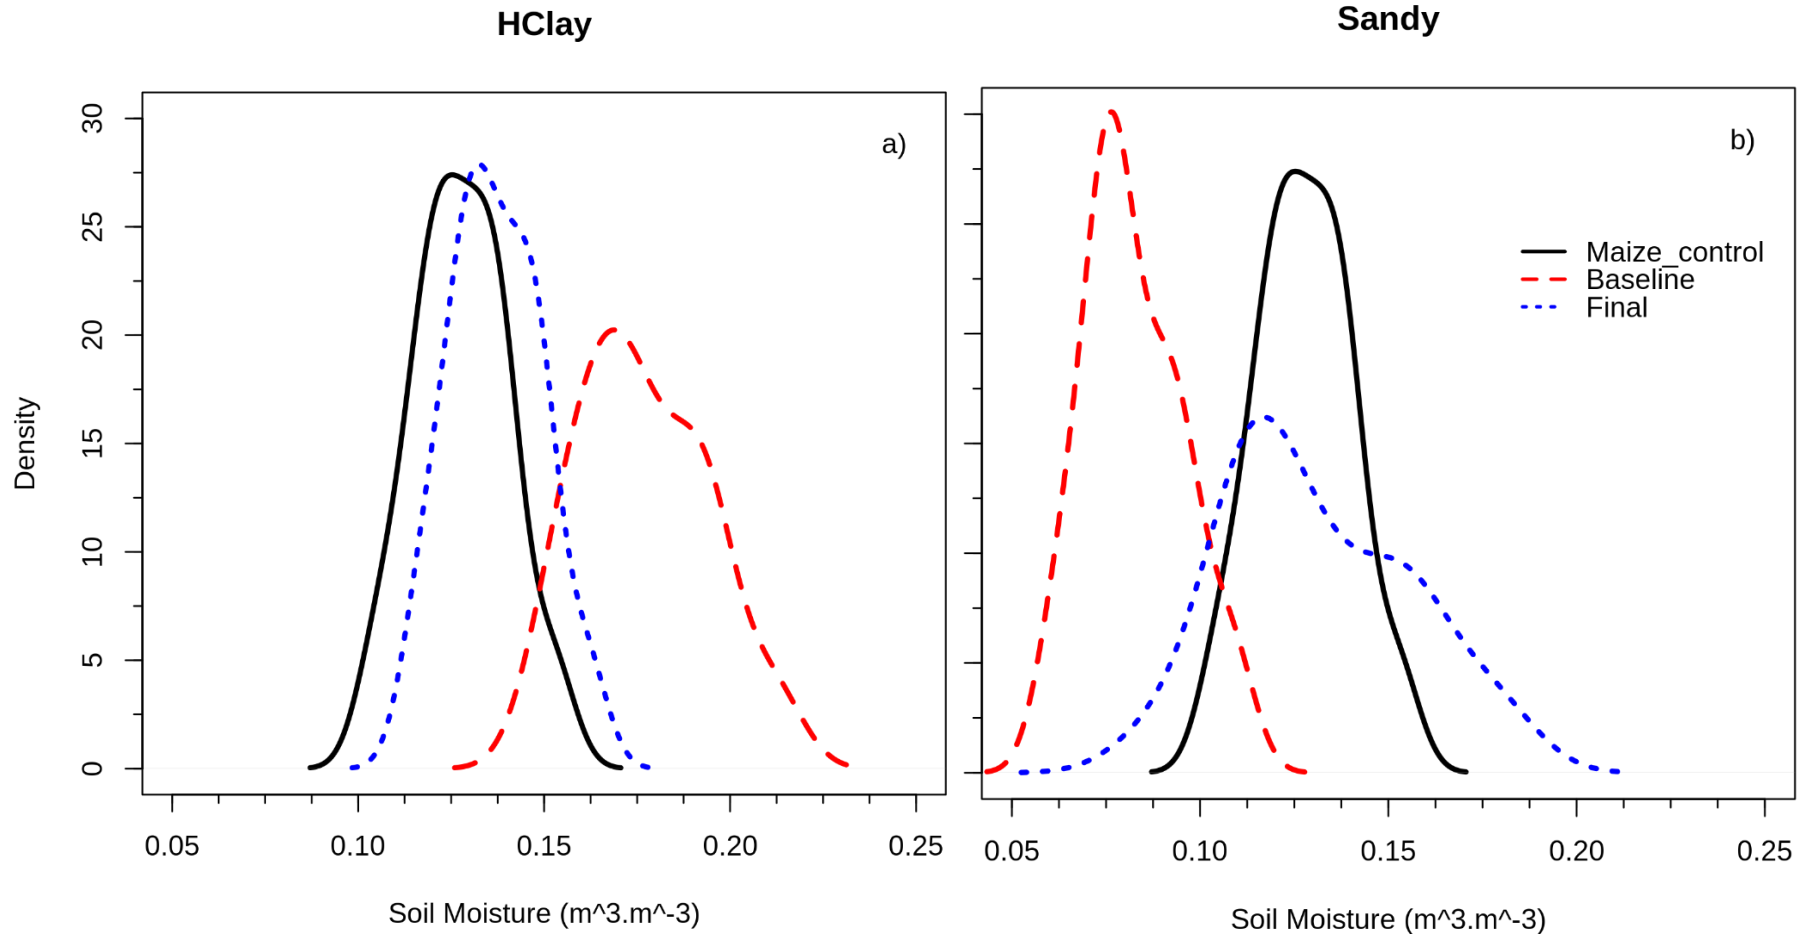 HClay
Sandy
a)
b)
Maize_control
Baseline
Final
Density
0
5
10
15
20
25
30
0.05 0.10 0.15 0.20 0.25
0.05 0.10 0.15 0.20 0.25
Soil Moisture (m^3.m^-3)
Soil Moisture (m^3.m^-3)